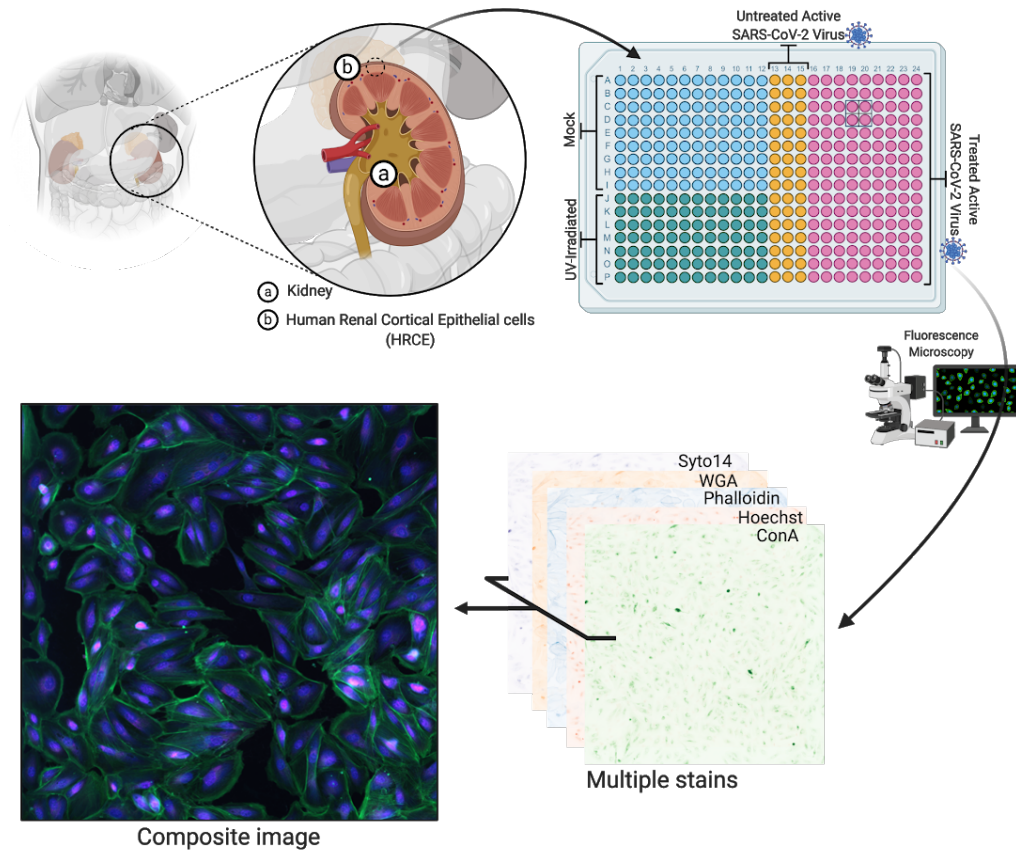 Untreated Active
SARS-CoV-2 Virus
1 2 3 4 5 6 7 8 9 10 11 12 13 14 15 16 17 18 19 20 21 22 23 24
A
B
C
D
E
F
G
H
I
J
K
L
M
N
O
P
Mock
UV-Irradiated
Treated Active
SARS-CoV-2 Virus
b
a
a Kidney
b Human Renal Cortical Epithelial cells
(HRCE)
Fluorescence
Microscopy
Syto14
WGA
Phalloidin
Hoechst
ConA
Multiple stains
Composite image